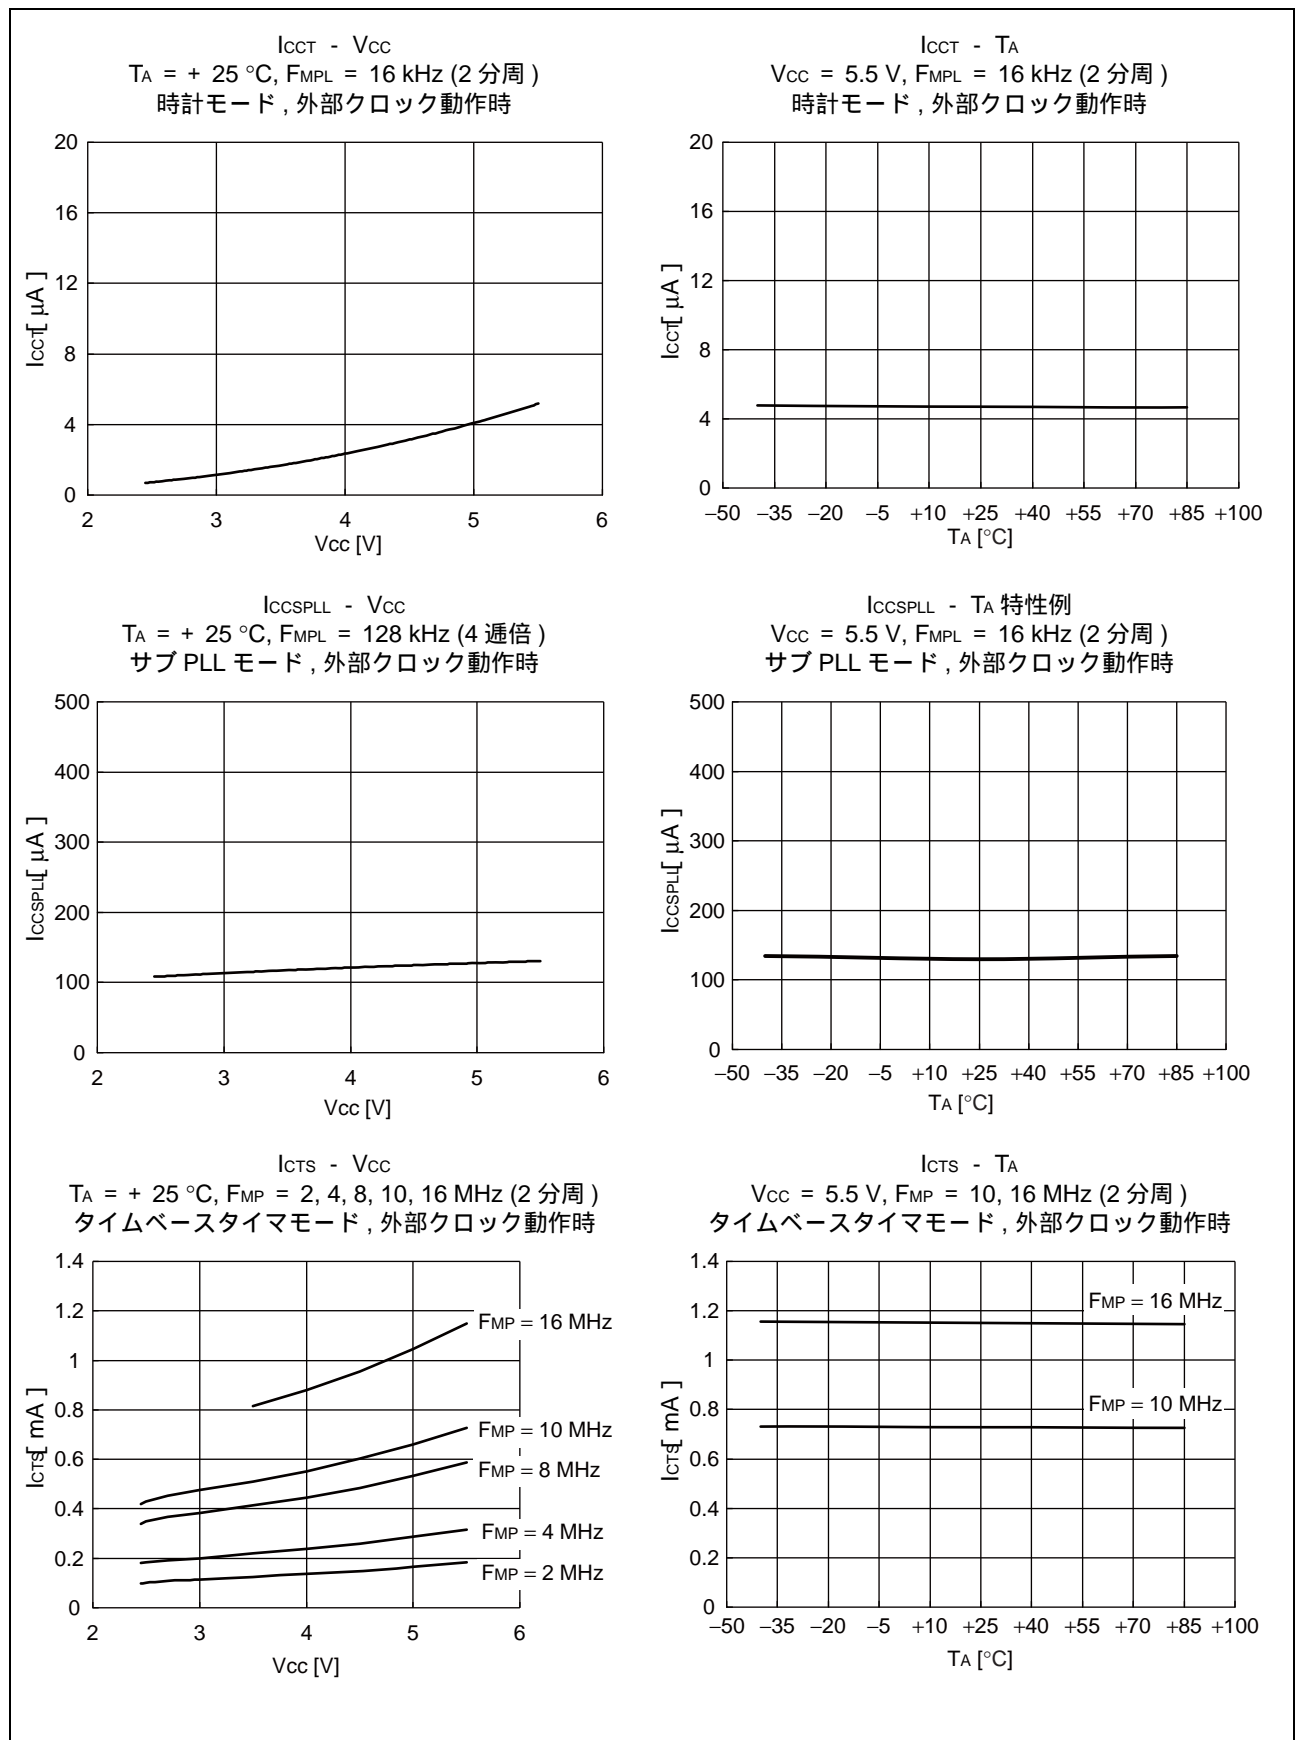 ICCT - VCC
TA = + 25 °C, FMPL = 16 kHz (2 分周 )
時計モード , 外部クロック動作時
20
16
12
8
4
0
ICCT[ μA ]
2 3 4 5 6
Vcc [V]
ICCT - TA
VCC = 5.5 V, FMPL = 16 kHz (2 分周 )
時計モード , 外部クロック動作時
20
16
12
8
4
0
ICCT[ μA ]
−50 −35 −20 −5 +10 +25 +40 +55 +70 +85 +100
TA [°C]
ICCSPLL - VCC
TA = + 25 °C, FMPL = 128 kHz (4 逓倍 )
サブ PLL モード , 外部クロック動作時
500
400
300
200
100
0
ICCSPLL[ μA ]
2 3 4 5 6
Vcc [V]
ICCSPLL - TA 特性例
VCC = 5.5 V, FMPL = 16 kHz (2 分周 )
サブ PLL モード , 外部クロック動作時
500
400
300
200
100
0
ICCSPLL[ μA ]
−50 −35 −20 −5 +10 +25 +40 +55 +70 +85 +100
TA [°C]
ICTS - VCC
TA = + 25 °C, FMP = 2, 4, 8, 10, 16 MHz (2 分周 )
タイムベースタイマモード , 外部クロック動作時
1.4
1.2
1
0.8
0.6
0.4
0.2
0
ICTS[ mA ]
FMP = 16 MHz
FMP = 10 MHz
FMP = 8 MHz
FMP = 4 MHz
FMP = 2 MHz
2 3 4 5 6
Vcc [V]
ICTS - TA
VCC = 5.5 V, FMP = 10, 16 MHz (2 分周 )
タイムベースタイマモード , 外部クロック動作時
1.4
1.2
1
0.8
0.6
0.4
0.2
0
ICTS[ mA ]
FMP = 16 MHz
FMP = 10 MHz
−50 −35 −20 −5 +10 +25 +40 +55 +70 +85 +100
TA [°C]